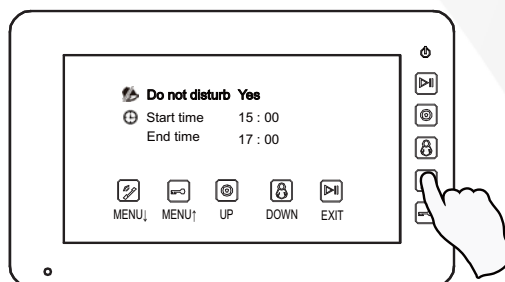 Do not disturb Yes
Start time 15 : 00
End time 17 : 00
MENU↓ MENU↑ UP DOWN EXIT